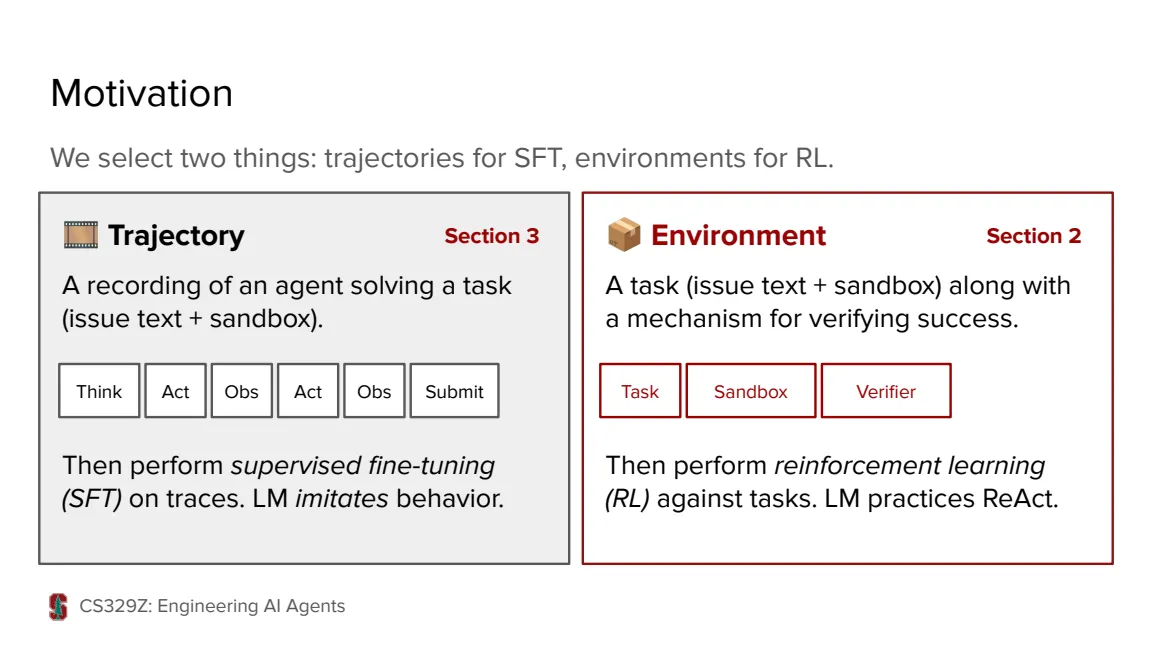 Motivation
We select two things: trajectories for SFT, environments for RL.
Trajectory
Section 3
A recording of an agent solving a task
(issue text + sandbox).
Think
Act
Obs
Act
Obs
Submit
Then perform supervised fine-tuning
(SFT) on traces. LM imitates behavior.
Environment
Section 2
A task (issue text + sandbox) along with
a mechanism for verifying success.
Task
Sandbox
Verifier
Then perform reinforcement learning
(RL) against tasks. LM practices ReAct.
CS329Z: Engineering AI Agents